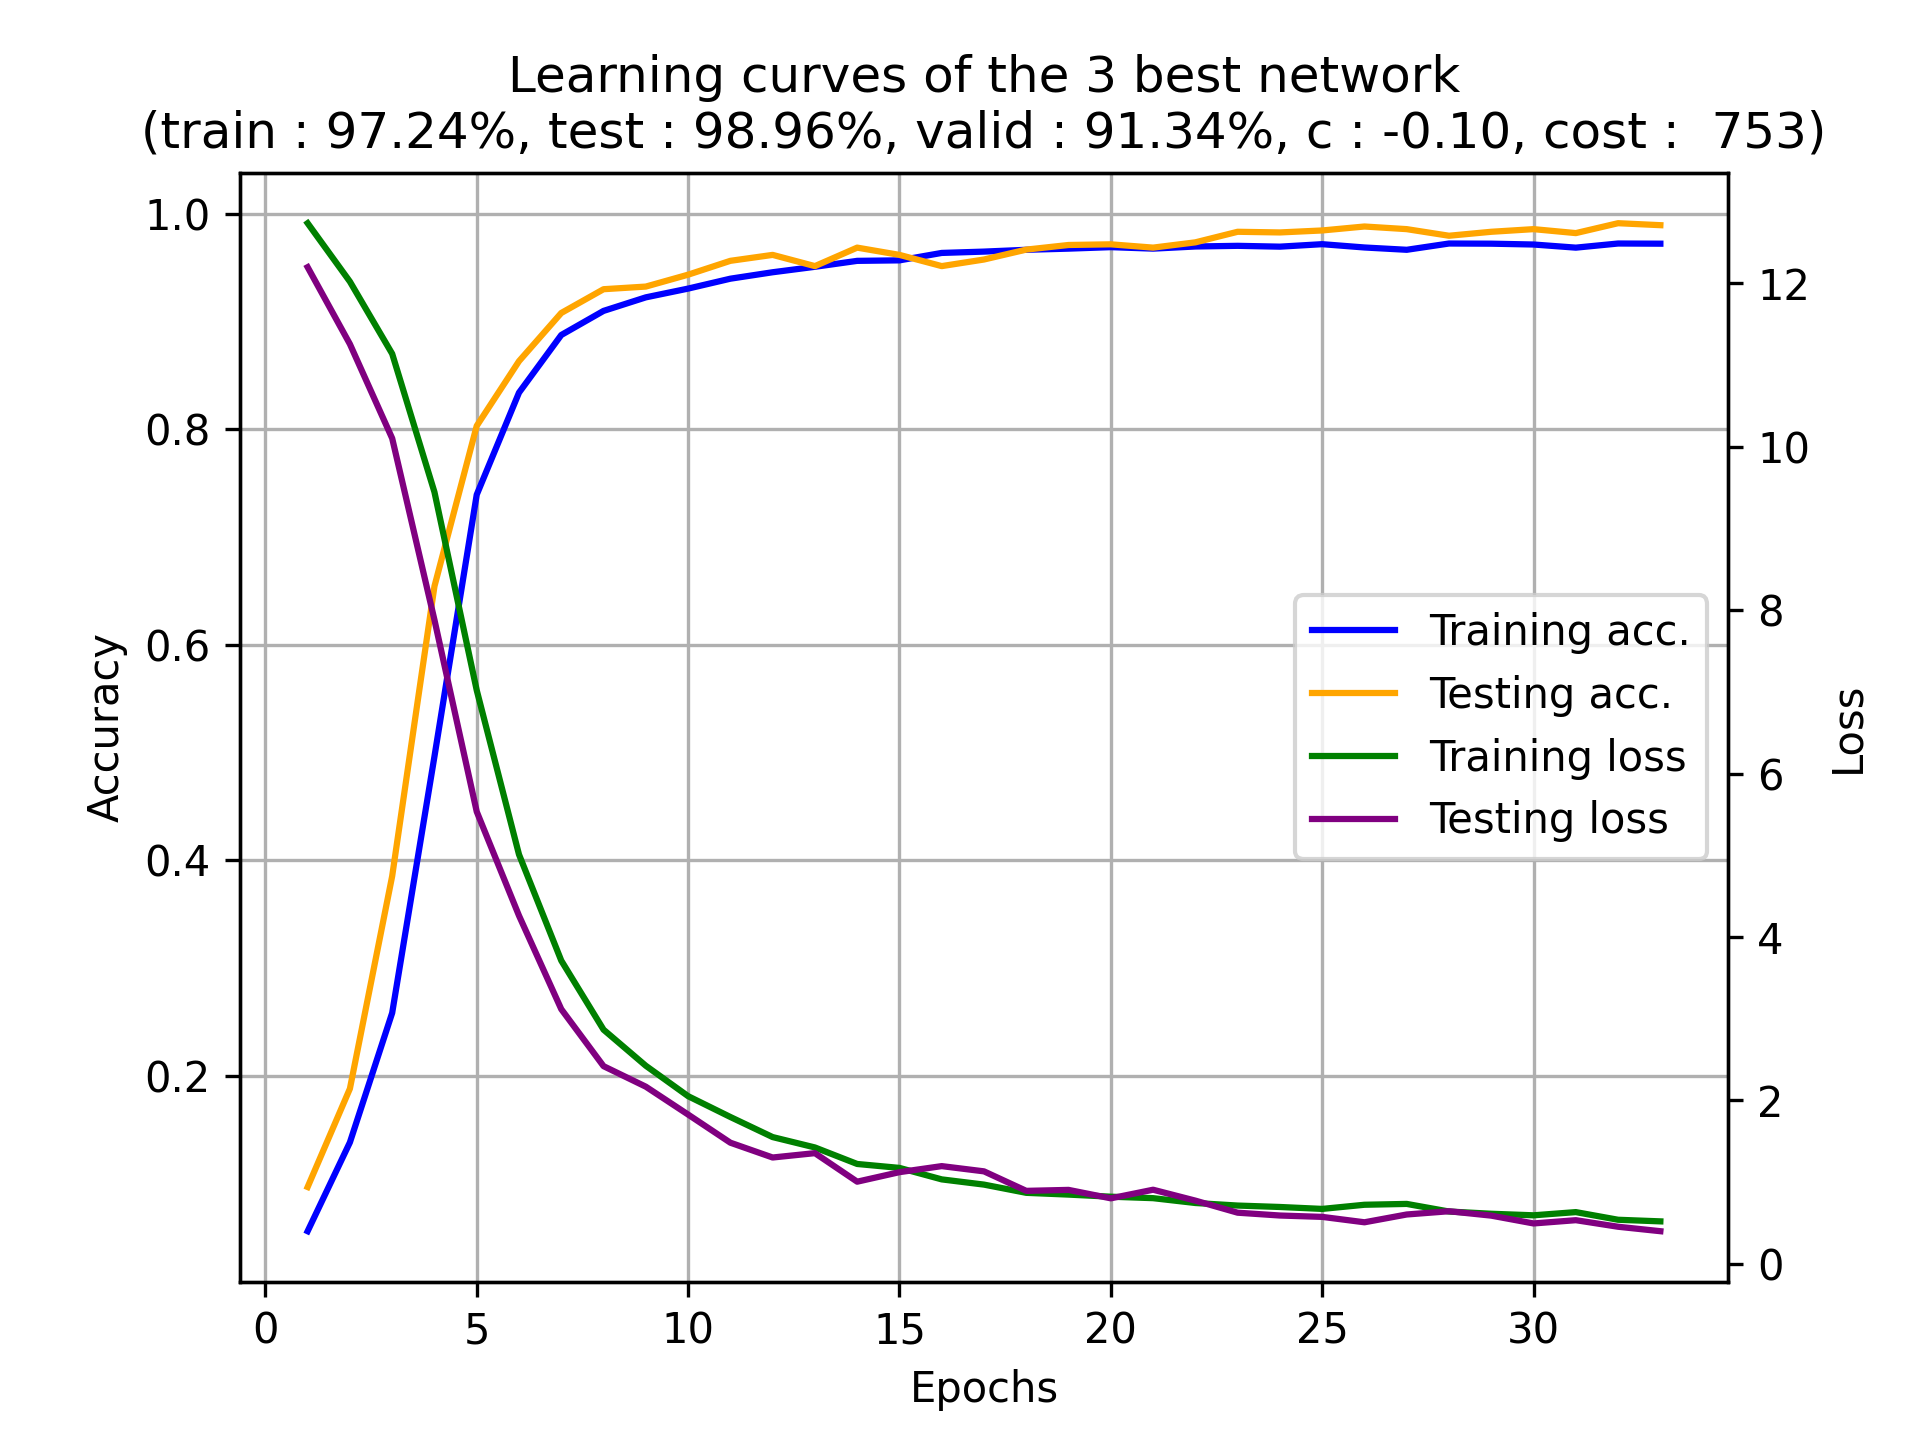 Learning curves of the 3 best network
(train : 97.24%, test : 98.96%, valid : 91.34%, c : -0.10, cost :  753)
1.0
0.8
0.6
0.4
0.2
Accuracy
12
10
8
6
4
2
0
Loss
Training acc.
Testing acc.
Training loss
Testing loss
0 5 10 15 20 25 30
Epochs